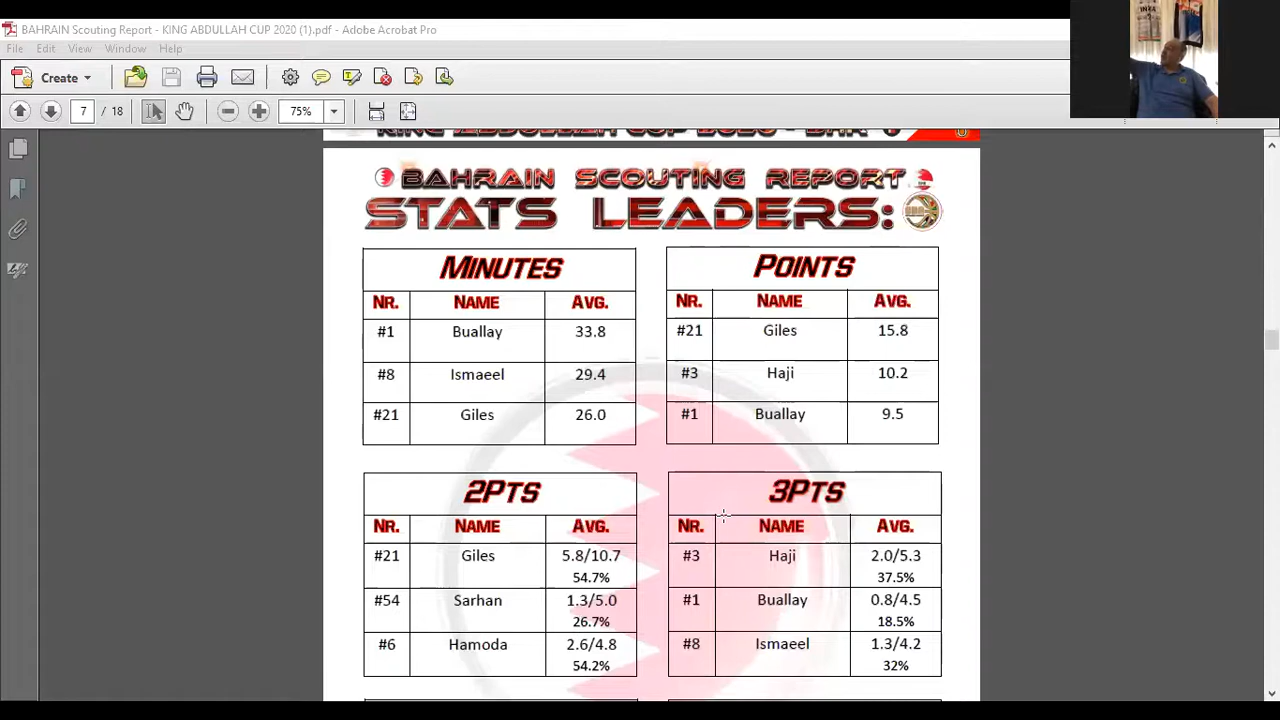 BAHRAIN Scouting Report - KING ABDULLAH CUP 2020 (1).pdf - Adobe Acrobat Pro
File Edit View Window Help
Create
7 / 18 75%
KING ABDULLAH CUP 2020 - BHR
BAHRAIN SCOUTING REPORT
STATS LEADERS:
MINUTES
NR. NAME AVG.
#1 Buallay 33.8
#8 Ismaeel 29.4
#21 Giles 26.0
POINTS
NR. NAME AVG.
#21 Giles 15.8
#3 Haji 10.2
#1 Buallay 9.5
2PTS
NR. NAME AVG.
#21 Giles 5.8/10.7
54.7%
#54 Sarhan 1.3/5.0
26.7%
#6 Hamoda 2.6/4.8
54.2%
3PTS
NR. NAME AVG.
#3 Haji 2.0/5.3
37.5%
#1 Buallay 0.8/4.5
18.5%
#8 Ismaeel 1.3/4.2
32%